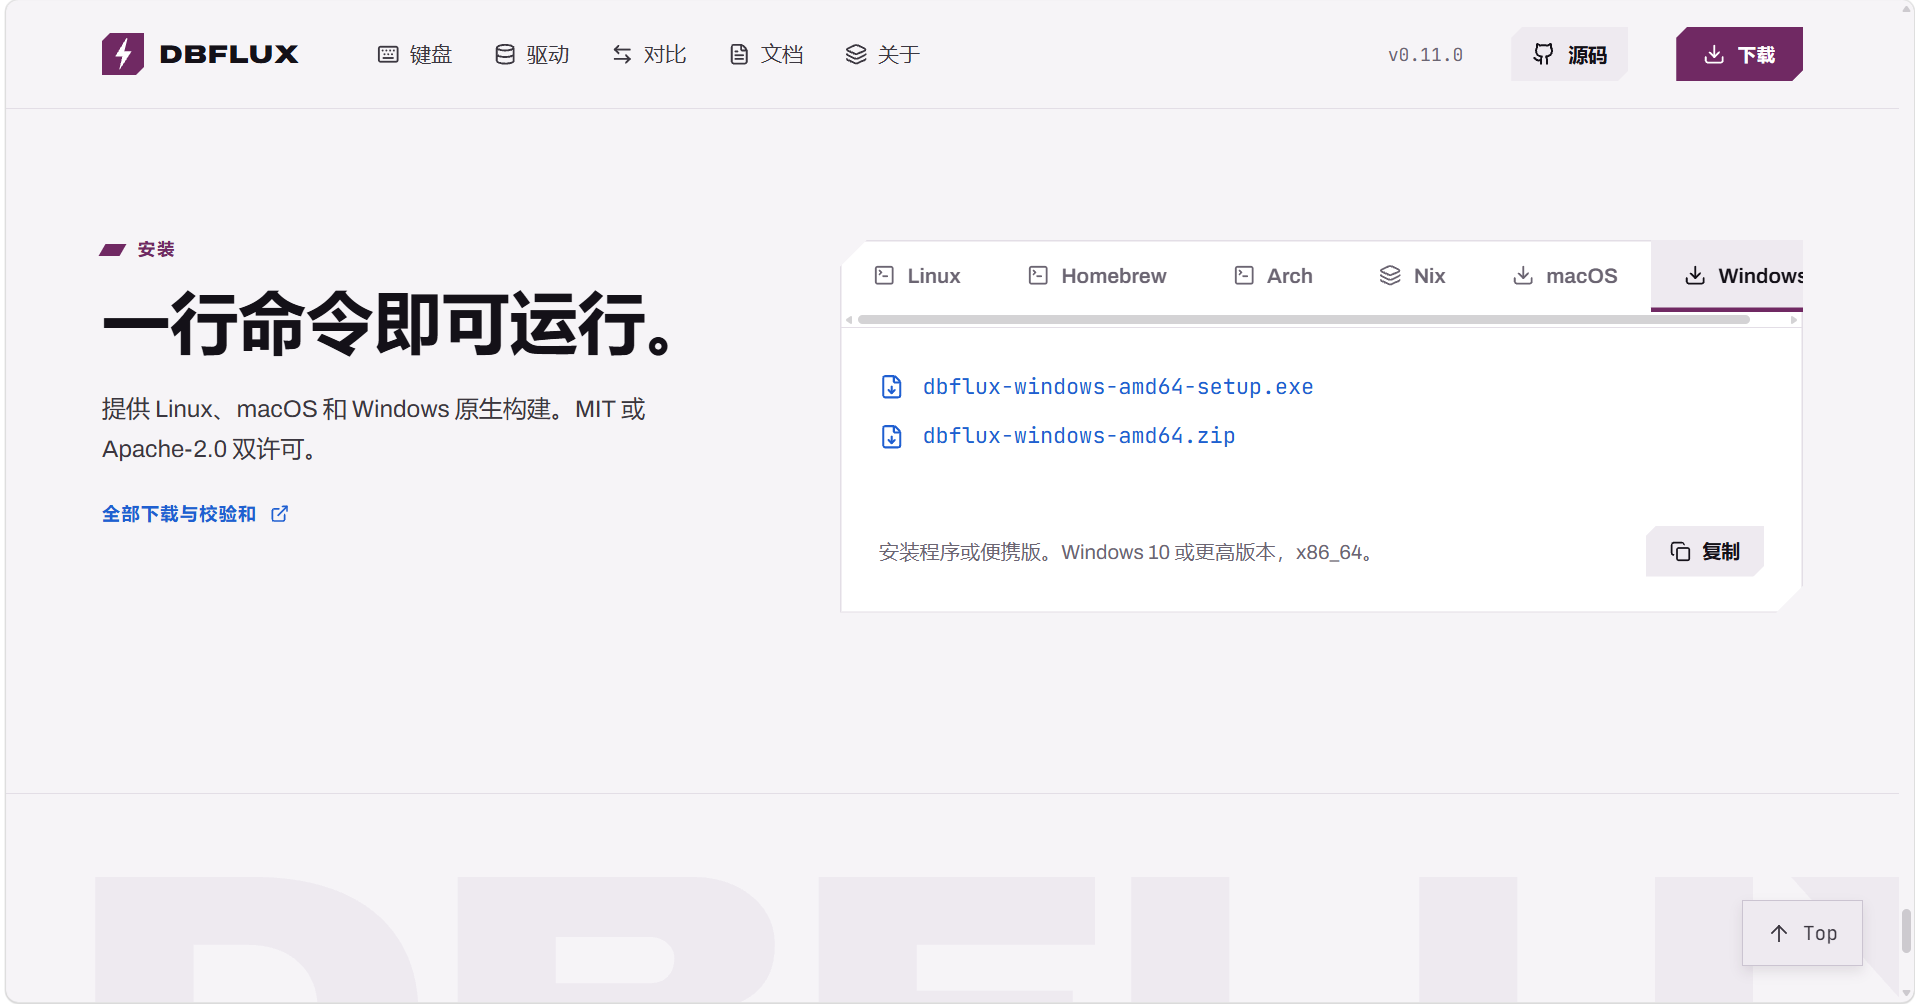 DBFLUX
键盘
驱动
对比
文档
关于
v0.11.0
源码
下载
安装
一行命令即可运行。
提供 Linux、macOS 和 Windows 原生构建。MIT 或
Apache-2.0 双许可。
全部下载与校验和
Linux
Homebrew
Arch
Nix
macOS
Windows
dbflux-windows-amd64-setup.exe
dbflux-windows-amd64.zip
安装程序或便携版。Windows 10 或更高版本，x86_64。
复制
DBFLUX
Top